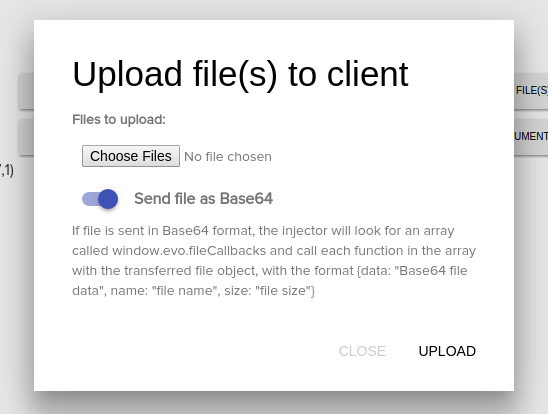 Upload file(s) to client
Files to upload:
FILE(S)
Choose Files No file chosen
UMENT
,1)
Send file as Base64
If file is sent in Base64 format, the injector will look for an array
called window.evo.fileCallbacks and call each function in the array
with the transferred file object, with the format {data: "Base64 file
data", name: "file name", size: "file size"}
CLOSE UPLOAD